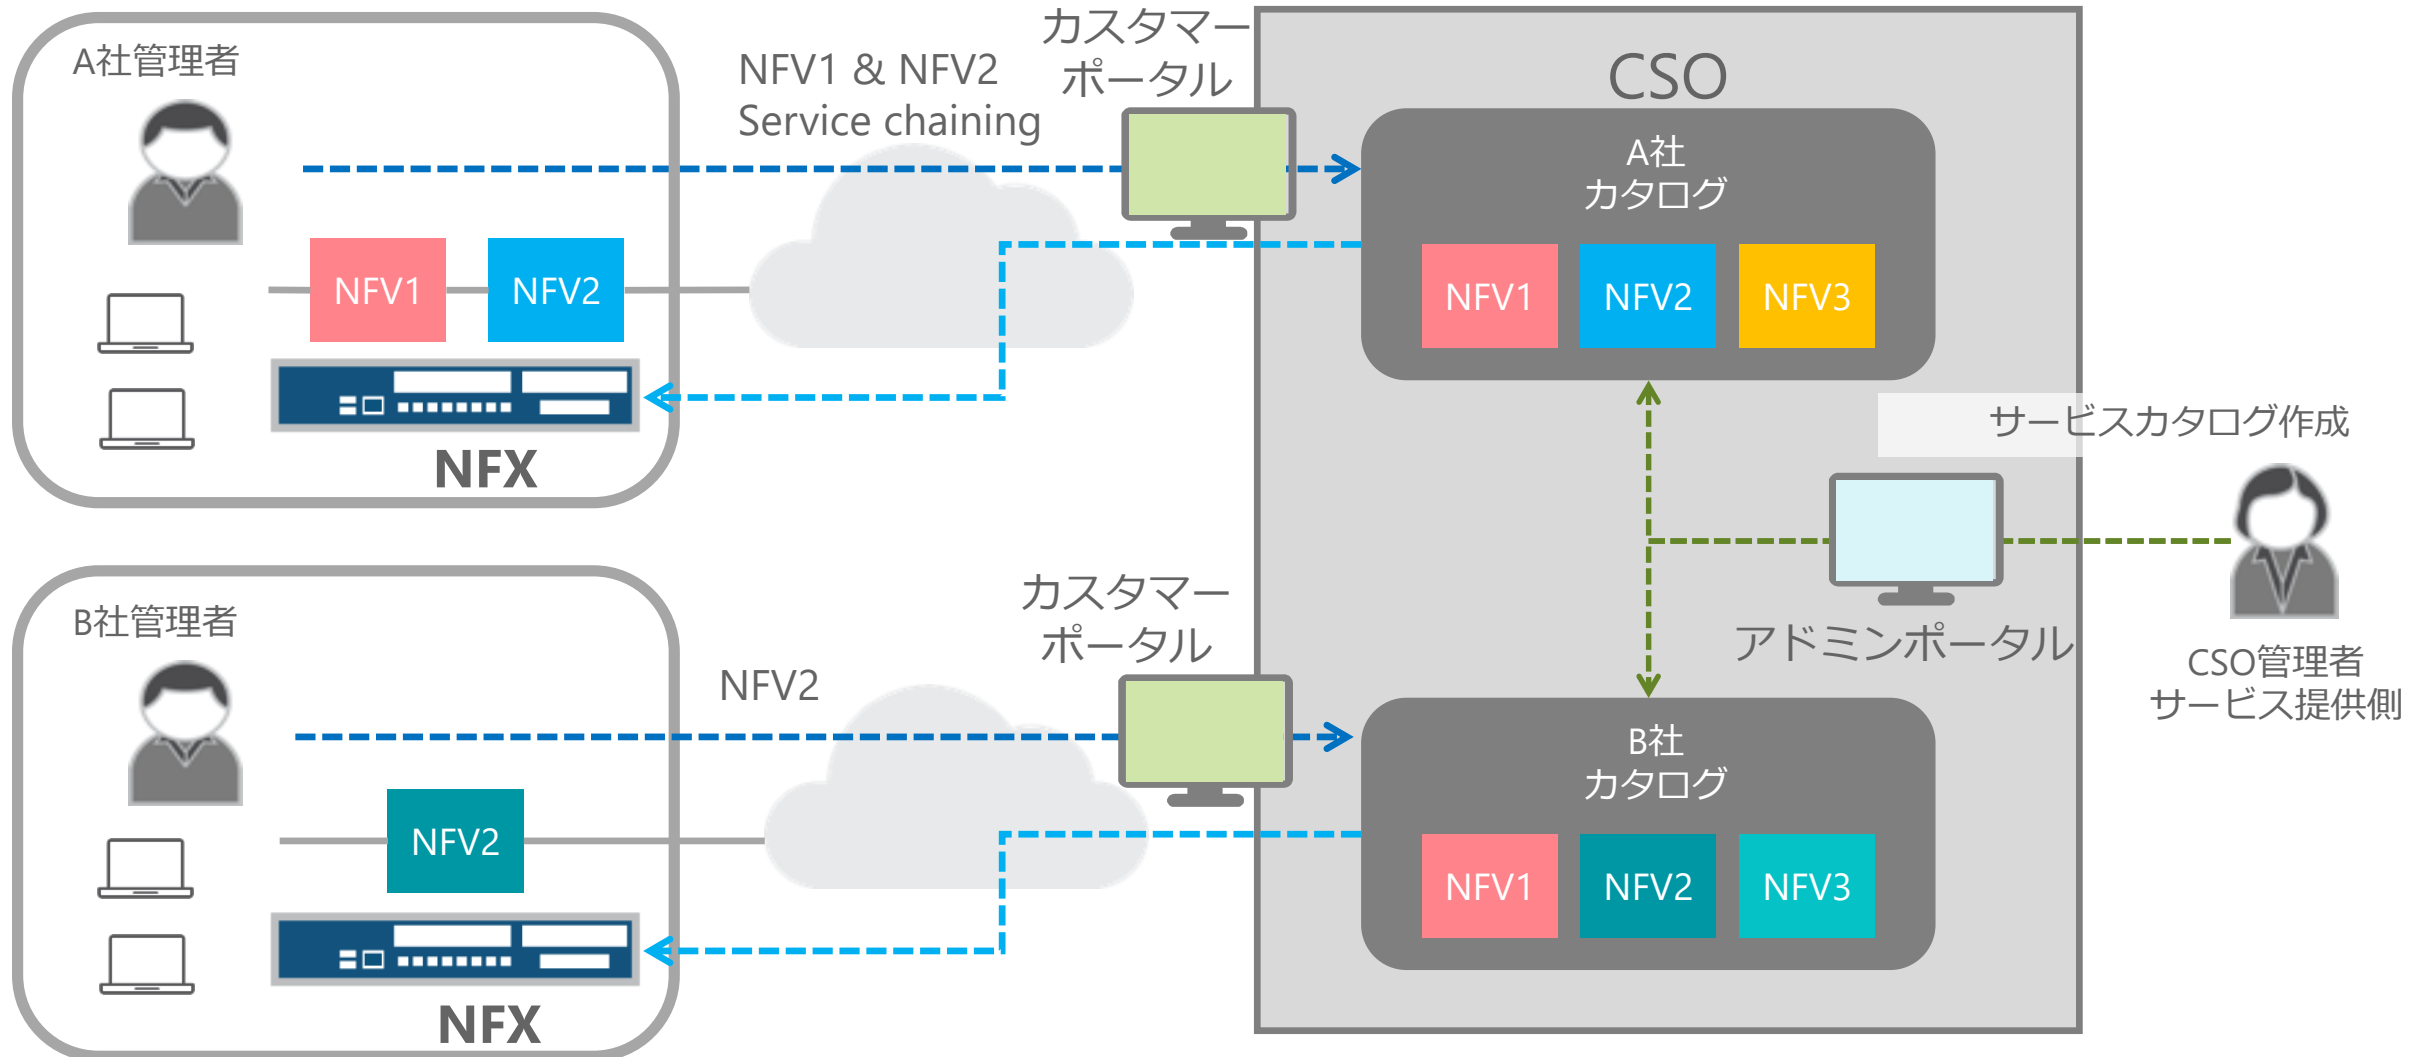 A社管理者
NFV1 & NFV2
Service chaining
カスタマー
ポータル
CSO
A社
カタログ
NFV1
NFV2
NFV1
NFV2
NFV3
NFX
サービスカタログ作成
アドミンポータル
CSO管理者
サービス提供側
B社管理者
NFV2
カスタマー
ポータル
B社
カタログ
NFV2
NFV1
NFV2
NFV3
NFX